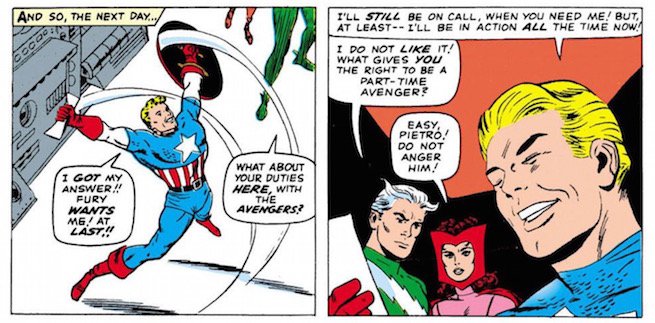 AND SO, THE NEXT DAY...
I GOT MY
ANSWER!!
FURY
WANTS
ME! AT
LAST!!
WHAT ABOUT
YOUR DUTIES
HERE, WITH
THE
AVENGERS?
I'LL STILL BE ON CALL, WHEN YOU NEED ME! BUT,
AT LEAST-- I'LL BE IN ACTION ALL THE TIME NOW!
I DO NOT LIKE IT!
WHAT GIVES YOU
THE RIGHT TO BE A
PART-TIME
AVENGER?
EASY,
PIETRO!
DO NOT
ANGER
HIM!